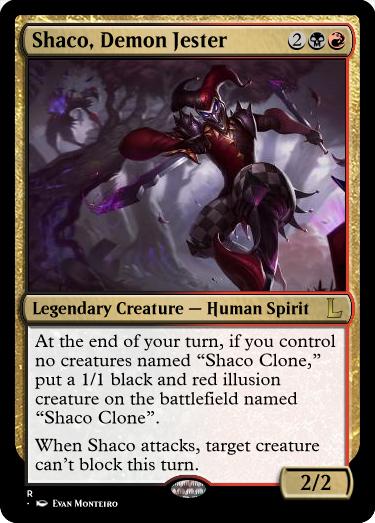 Shaco, Demon Jester 2
Legendary Creature — Human Spirit L
At the end of your turn, if you control
no creatures named “Shaco Clone,”
put a 1/1 black and red illusion
creature on the battlefield named
“Shaco Clone”.
When Shaco attacks, target creature
can’t block this turn.
2/2
R
· Evan Monteiro